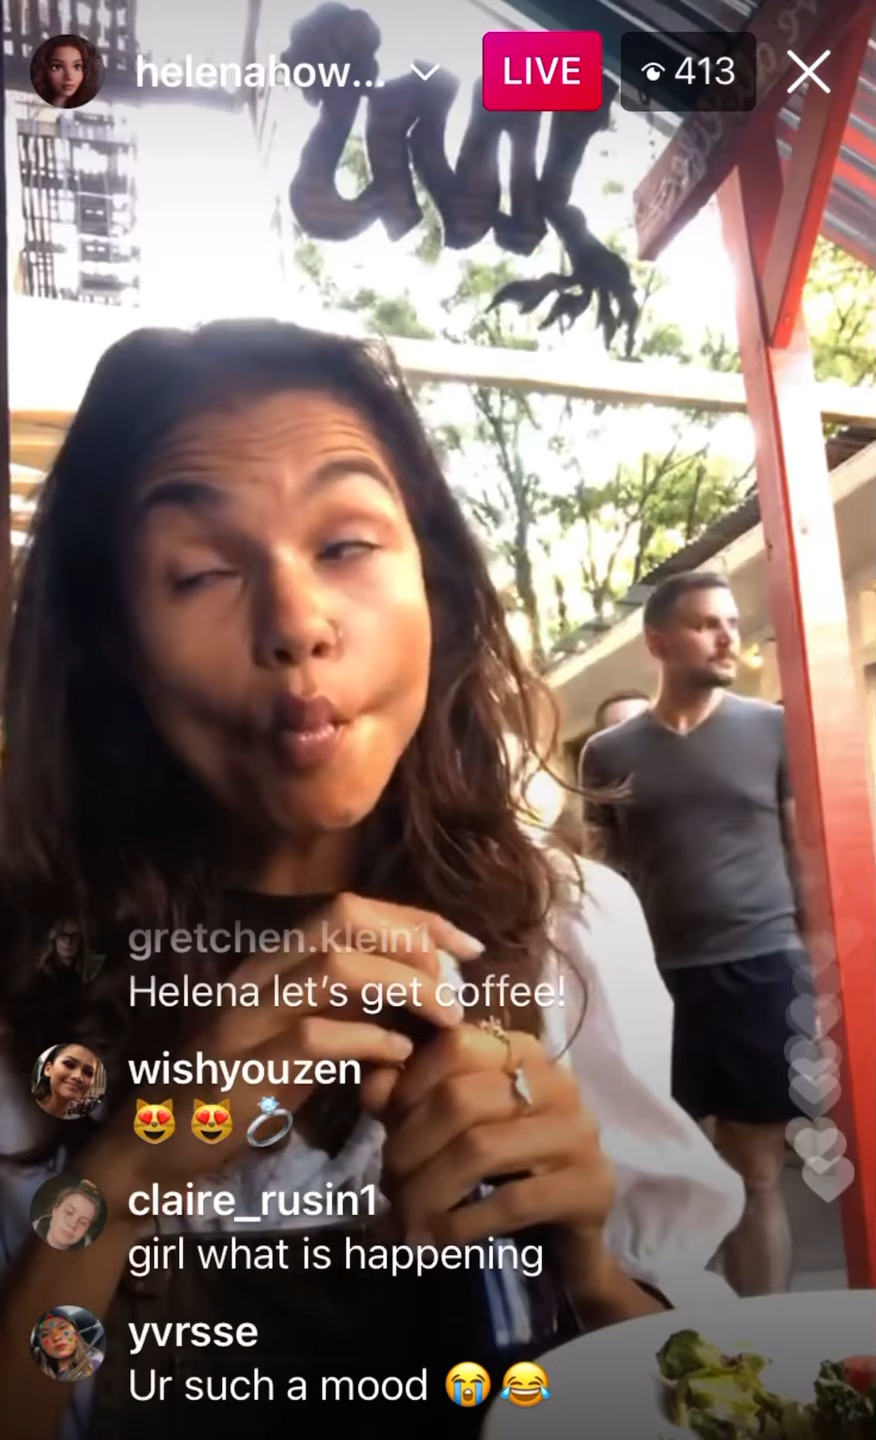 helenahow...
LIVE
413
gretchen.klein1
Helena let’s get coffee!
wishyouzen
😻 😻 💍
claire_rusin1
girl what is happening
yvrsse
Ur such a mood 😭😂